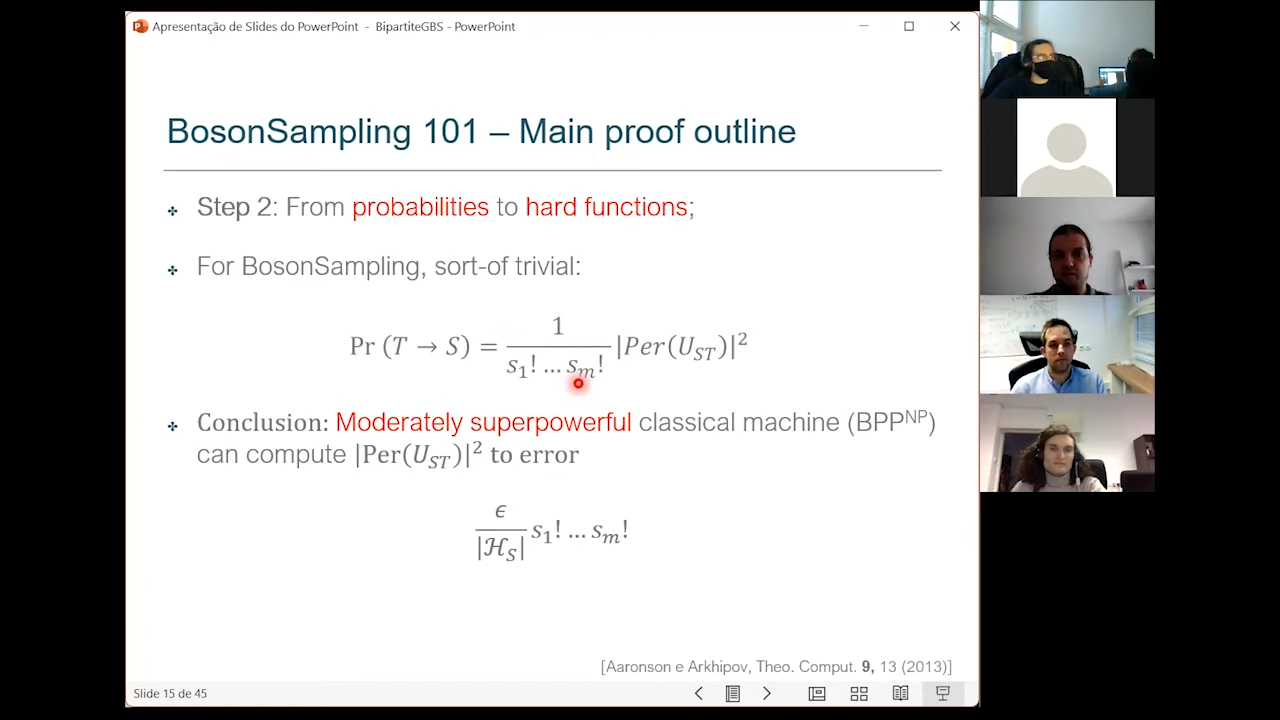 Apresentação de Slides do PowerPoint - BipartiteGBS - PowerPoint
BosonSampling 101 – Main proof outline
Step 2: From probabilities to hard functions;
For BosonSampling, sort-of trivial:
Pr (T → S) = 1 / (s₁! … sₘ!) |Per(U_ST)|²
Conclusion: Moderately superpowerful classical machine (BPP^NP)
can compute |Per(U_ST)|² to error
ϵ / |ℋ_S| s₁! … sₘ!
[Aaronson e Arkhipov, Theo. Comput. 9, 13 (2013)]
Slide 15 de 45